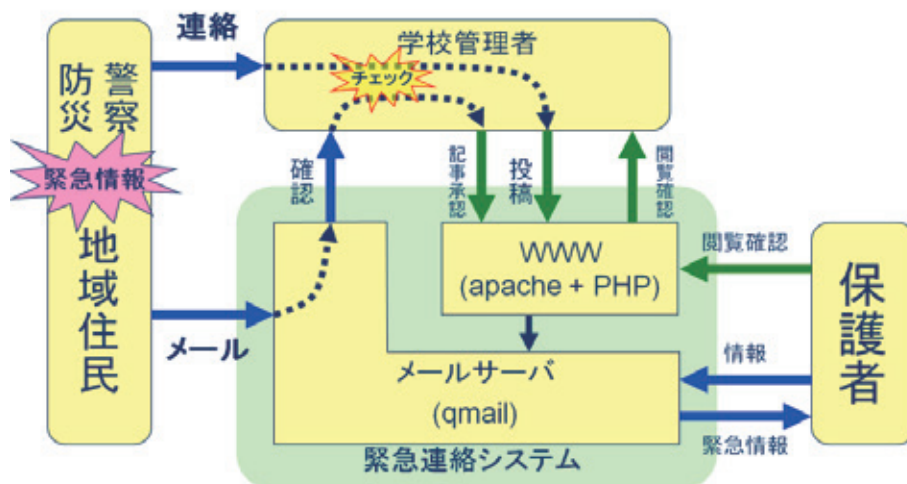 連絡
学校管理者
チェック
防災
警察
緊急情報
地域住民
確認
記事承認
投稿
閲覧確認
WWW
(apache + PHP)
閲覧確認
保護者
メール
メールサーバ
(qmail)
情報
緊急情報
緊急連絡システム